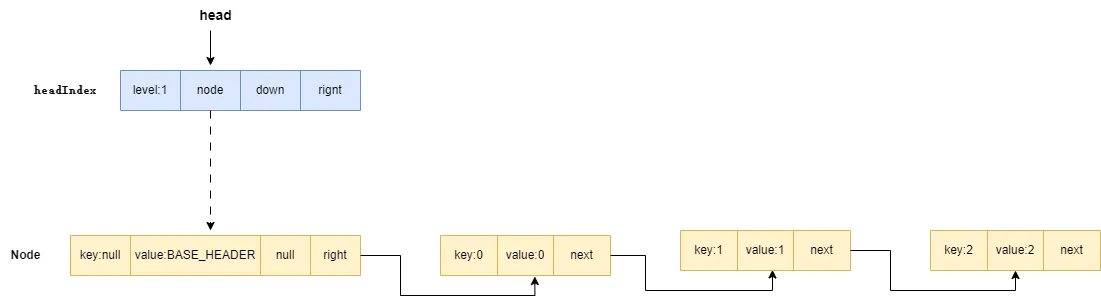 head
headIndex level:1 node down rignt
Node key:null value:BASE_HEADER null right key:0 value:0 next key:1 value:1 next key:2 value:2 next